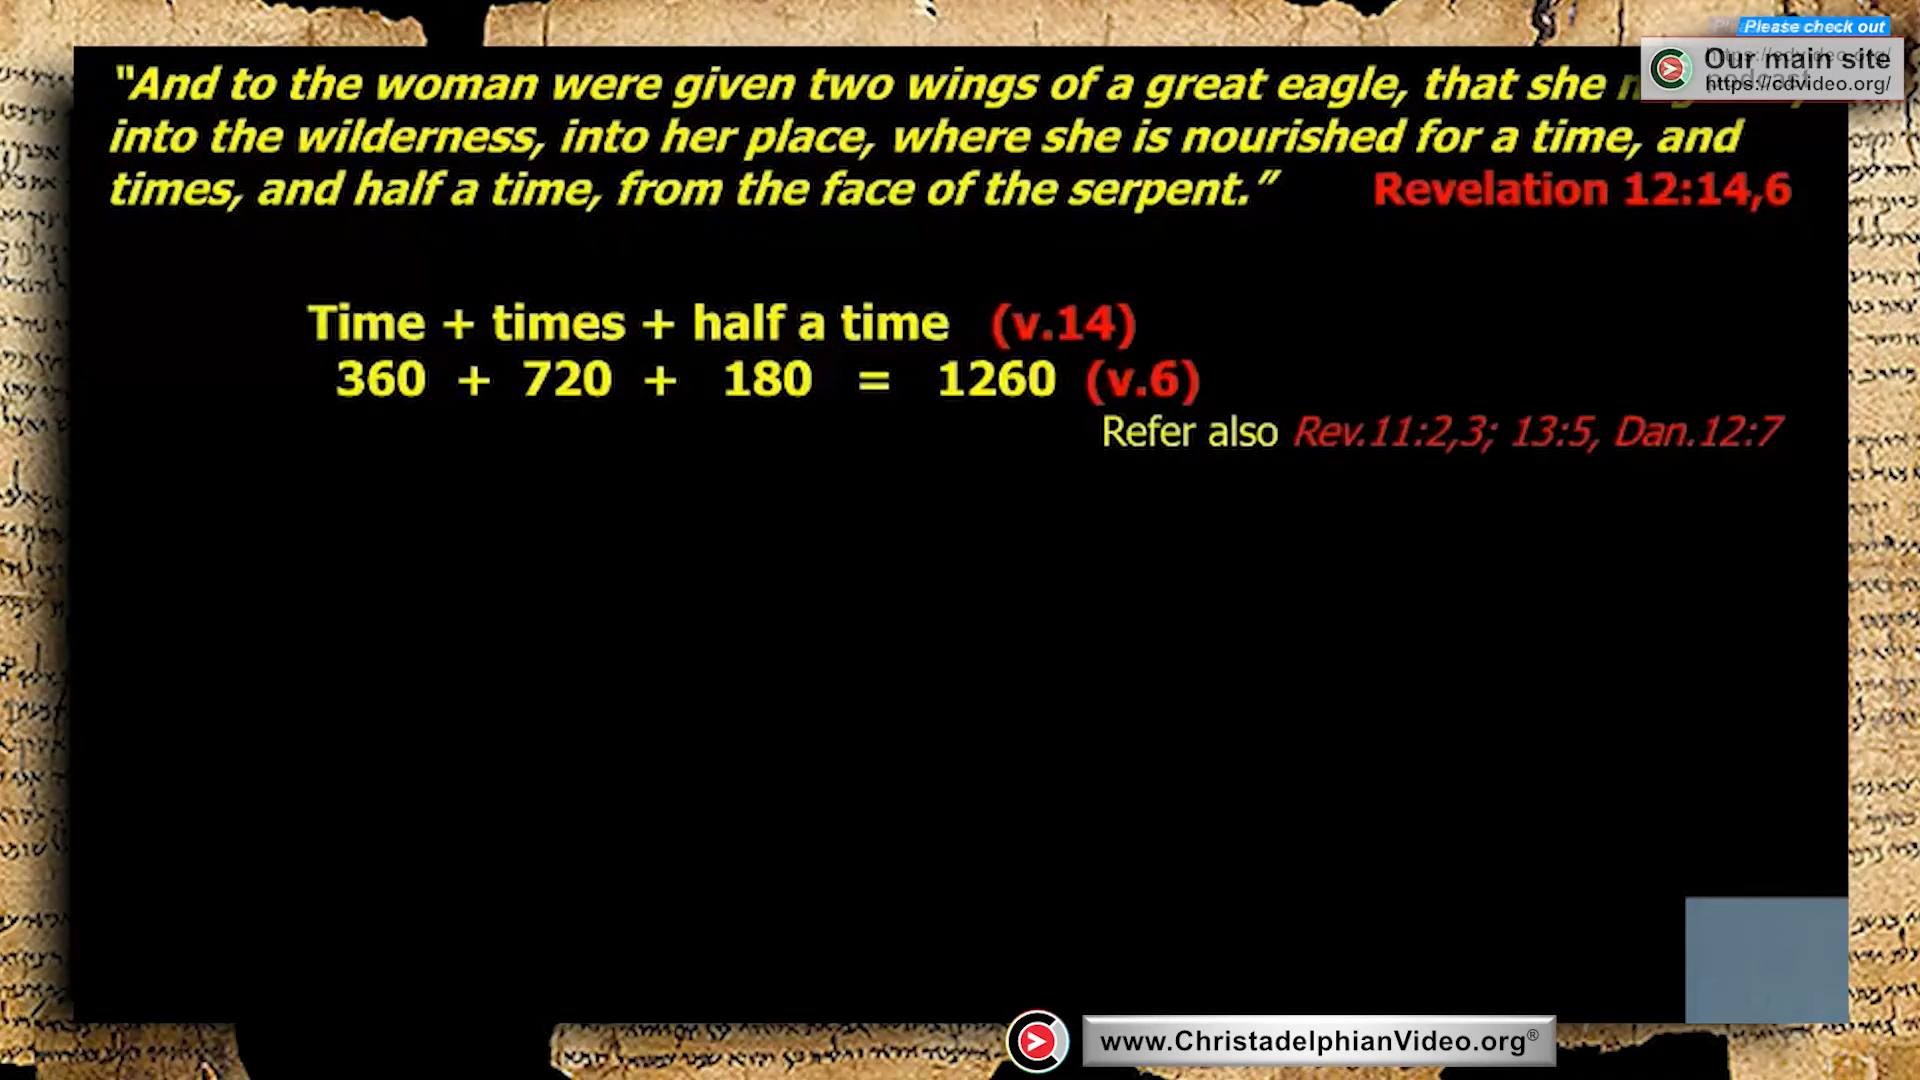 “And to the woman were given two wings of a great eagle, that she
into the wilderness, into her place, where she is nourished for a time, and
times, and half a time, from the face of the serpent.” Revelation 12:14,6
Time + times + half a time (v.14)
360 + 720 + 180 = 1260 (v.6)
Refer also Rev.11:2,3; 13:5, Dan.12:7
Please check out
Our main site
https://cdvideo.org/
www.ChristadelphianVideo.org®